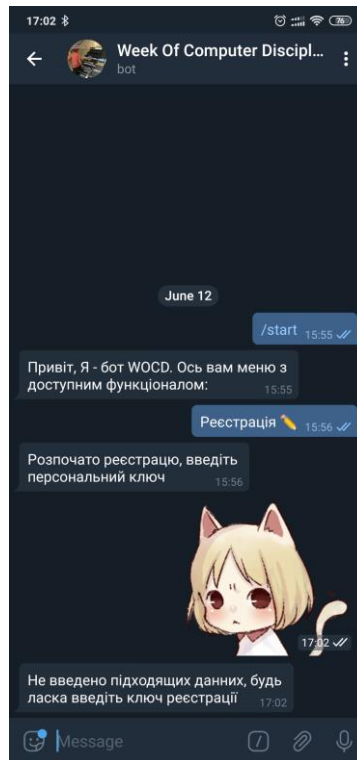 17:02
76
Week Of Computer Discipl...
bot
June 12
/start 15:55
Привіт, Я - бот WOCD. Ось вам меню з
доступним функціоналом: 15:55
Реєстрація ✏️ 15:56
Розпочато реєстрацю, введіть
персональний ключ 15:56
17:02
Не введено підходящих данних, будь
ласка введіть ключ реєстрації 17:02
Message